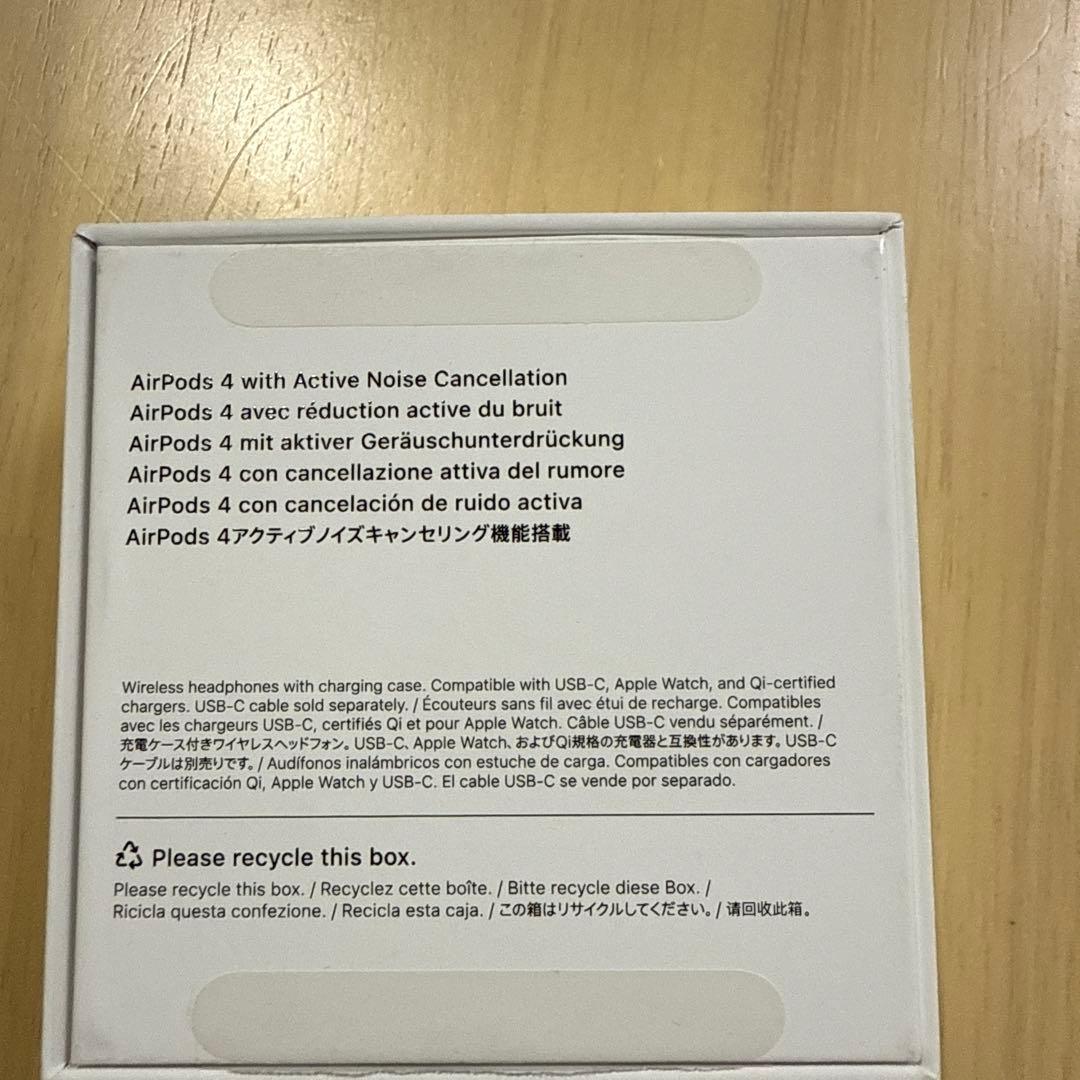 AirPods 4 with Active Noise Cancellation
AirPods 4 avec réduction active du bruit
AirPods 4 mit aktiver Geräuschunterdrückung
AirPods 4 con cancellazione attiva del rumore
AirPods 4 con cancelación de ruido activa
AirPods 4アクティブノイズキャンセリング機能搭載
Wireless headphones with charging case. Compatible with USB-C, Apple Watch, and Qi-certified
chargers. USB-C cable sold separately. / Écouteurs sans fil avec étui de recharge. Compatibles
avec les chargeurs USB-C, certifiés Qi et pour Apple Watch. Câble USB-C vendu séparément. /
充電ケース付きワイヤレスヘッドフォン。USB-C、Apple Watch、およびQi規格の充電器と互換性があります。USB-C
ケーブルは別売りです。/ Audífonos inalámbricos con estuche de carga. Compatibles con cargadores
con certificación Qi, Apple Watch y USB-C. El cable USB-C se vende por separado.
Please recycle this box.
Please recycle this box. / Recyclez cette boîte. / Bitte recycle diese Box. /
Ricicla questa confezione. / Recicla esta caja. / この箱はリサイクルしてください。/ 请回收此箱。